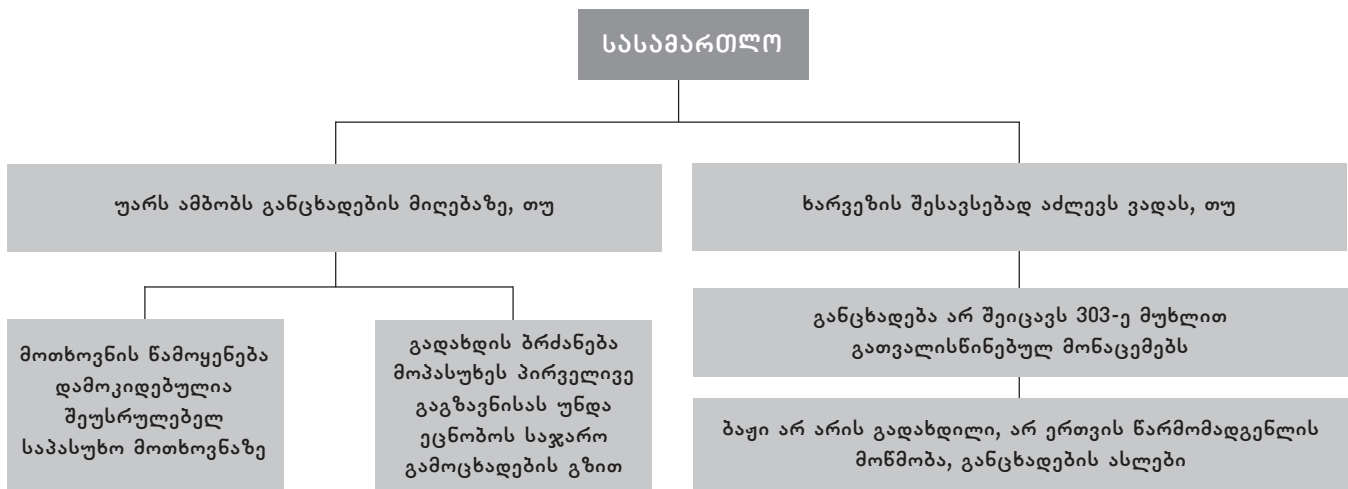 სასამართლო
უარს ამბობს განცხადების მიღებაზე, თუ
ხარვეზის შესავსებად აძლევს ვადას, თუ
მოთხოვნის წამოყენება
დამოკიდებულია
შეუსრულებელ
საპასუხო მოთხოვნაზე
გადახდის ბრძანება
მოპასუხეს პირველივე
გაგზავნისას უნდა
ეცნობოს საჯარო
გამოცხადების გზით
განცხადება არ შეიცავს 303-ე მუხლით
გათვალისწინებულ მონაცემებს
ბაჟი არ არის გადახდილი, არ ერთვის წარმომადგენლის
მოწმობა, განცხადების ასლები